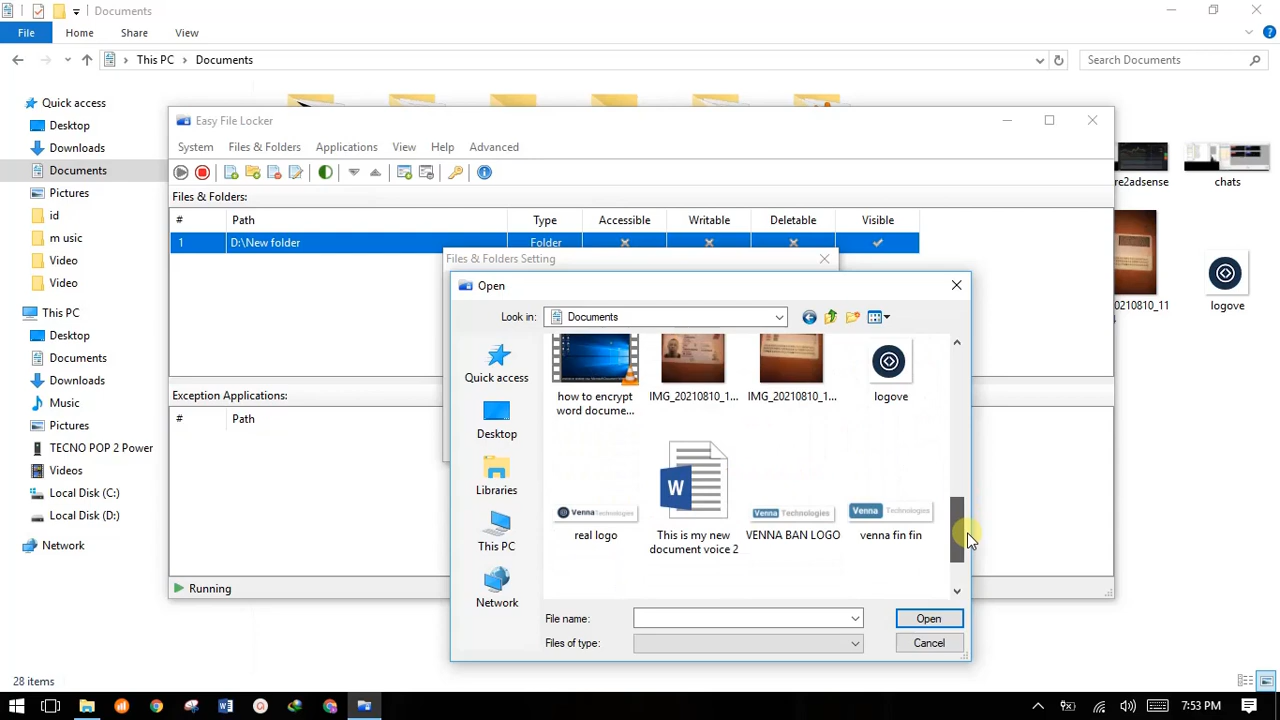 Documents
File
Home
Share
View
This PC
Documents
Search Documents
Quick access
Desktop
Downloads
Documents
Pictures
id
m usic
Video
Video
This PC
Desktop
Documents
Downloads
Music
Pictures
TECNO POP 2 Power
Videos
Local Disk (C:)
Local Disk (D:)
Network
28 items
re2adsense
chats
logove
Easy File Locker
System
Files & Folders
Applications
View
Help
Advanced
Files & Folders:
# Path Type Accessible Writable Deletable Visible
1 D:\New folder Folder
Exception Applications:
# Path
Running
Files & Folders Setting
Open
Look in:
Documents
Quick access
Desktop
Libraries
This PC
Network
how to encrypt
word docume...
IMG_20210810_1...
IMG_20210810_1...
logove
real logo
This is my new
document voice 2
VENNA BAN LOGO
venna fin fin
Venna Technologies
W
Venna Technologies
Venna Technologies
File name:
Open
Files of type:
Cancel
7:53 PM